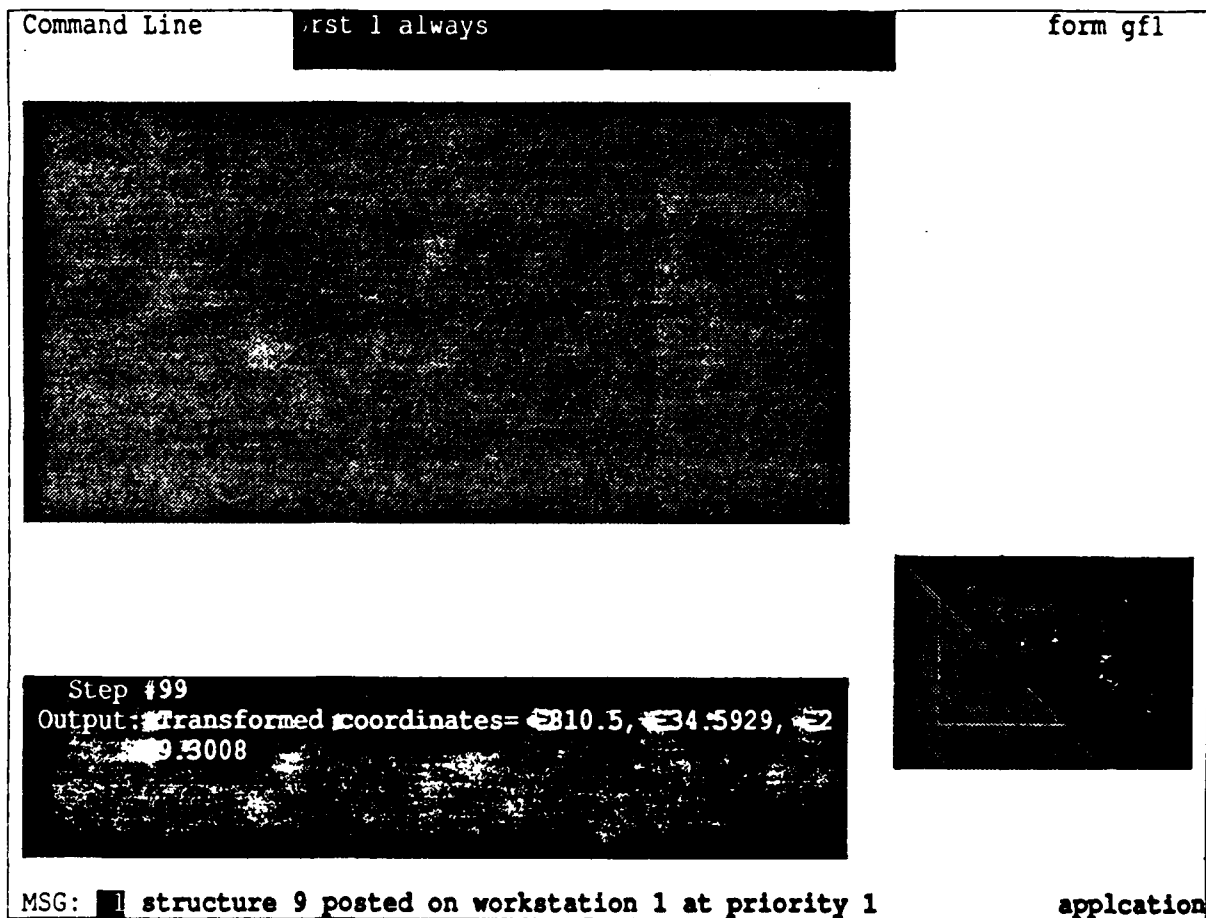 Command Line rst 1 always form gfl
Step #99
Output: Transformed coordinates= 810.5, 34.5929,
9.3008
MSG: structure 9 posted on workstation 1 at priority 1 applcation